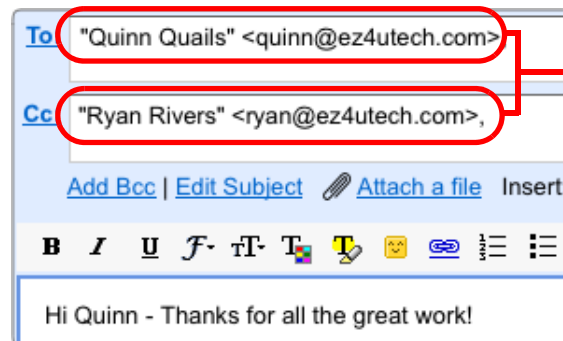 To "Quinn Quails" <quinn@ez4utech.com>
Cc "Ryan Rivers" <ryan@ez4utech.com>,
Add Bcc | Edit Subject Attach a file Insert
B I U F TT T T
Hi Quinn - Thanks for all the great work!